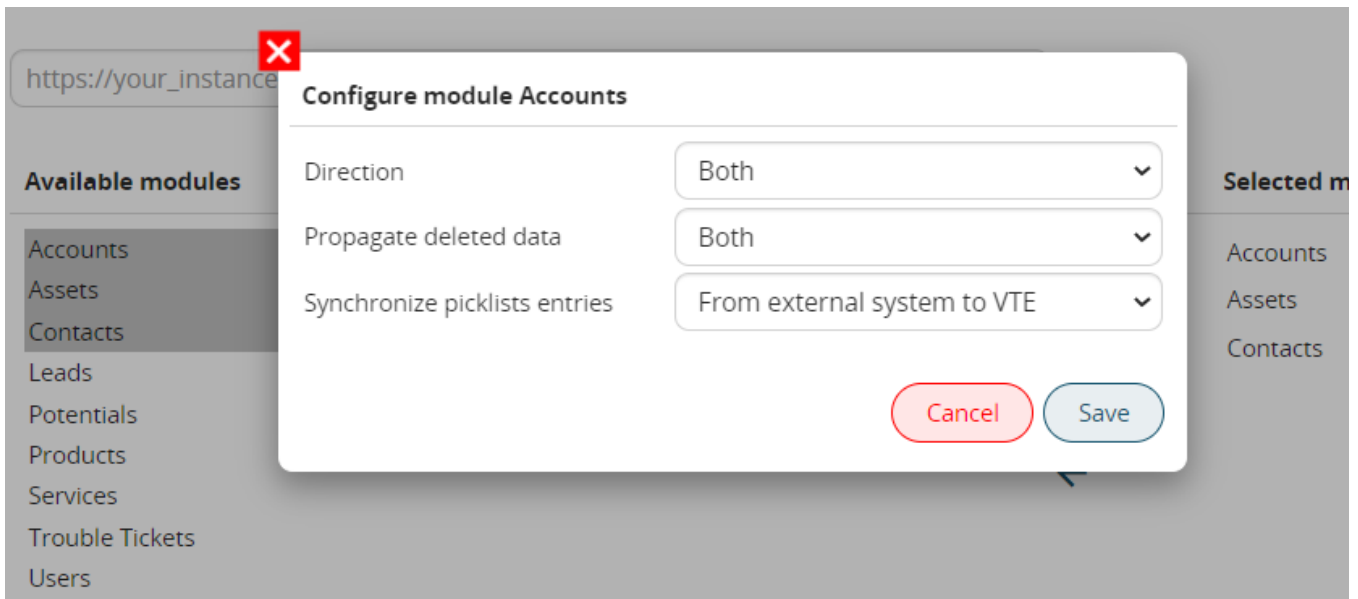 https://your_instance
Configure module Accounts
Direction
Both
Propagate deleted data
Both
Synchronize picklists entries
From external system to VTE
Cancel
Save
Available modules
Accounts
Assets
Contacts
Leads
Potentials
Products
Services
Trouble Tickets
Users
Selected m
Accounts
Assets
Contacts